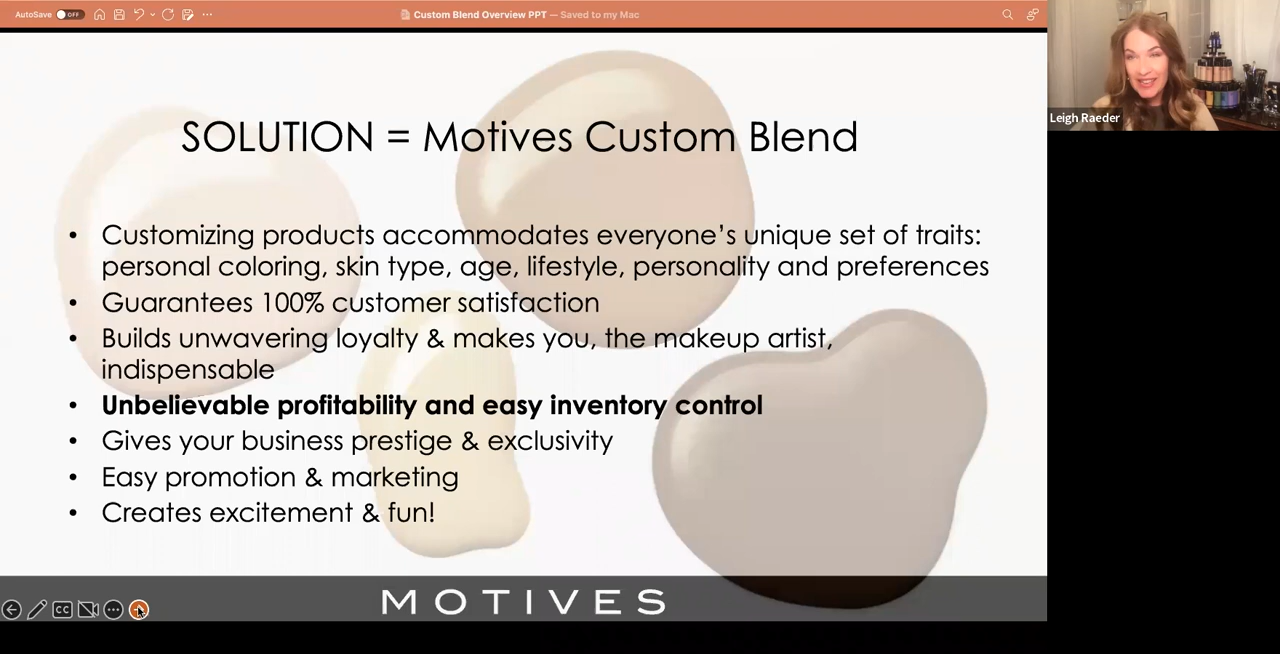 AutoSave OFF
Custom Blend Overview PPT — Saved to my Mac
Leigh Raeder
SOLUTION = Motives Custom Blend
• Customizing products accommodates everyone’s unique set of traits:
personal coloring, skin type, age, lifestyle, personality and preferences
• Guarantees 100% customer satisfaction
• Builds unwavering loyalty & makes you, the makeup artist,
indispensable
• Unbelievable profitability and easy inventory control
• Gives your business prestige & exclusivity
• Easy promotion & marketing
• Creates excitement & fun!
CC
MOTIVES